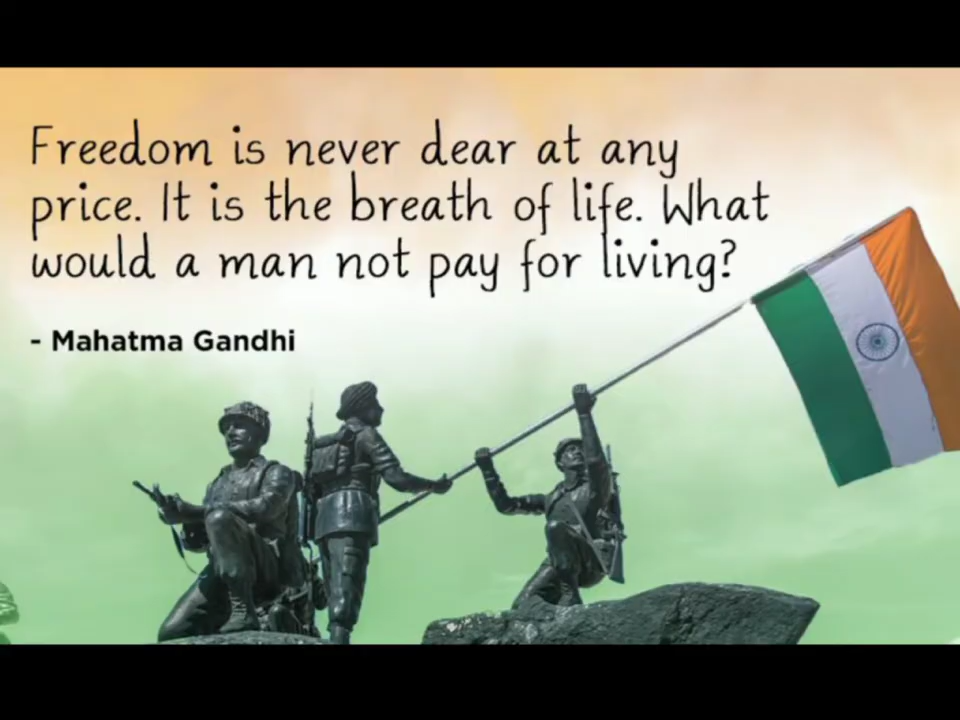 Freedom is never dear at any
price. It is the breath of life. What
would a man not pay for living?
- Mahatma Gandhi